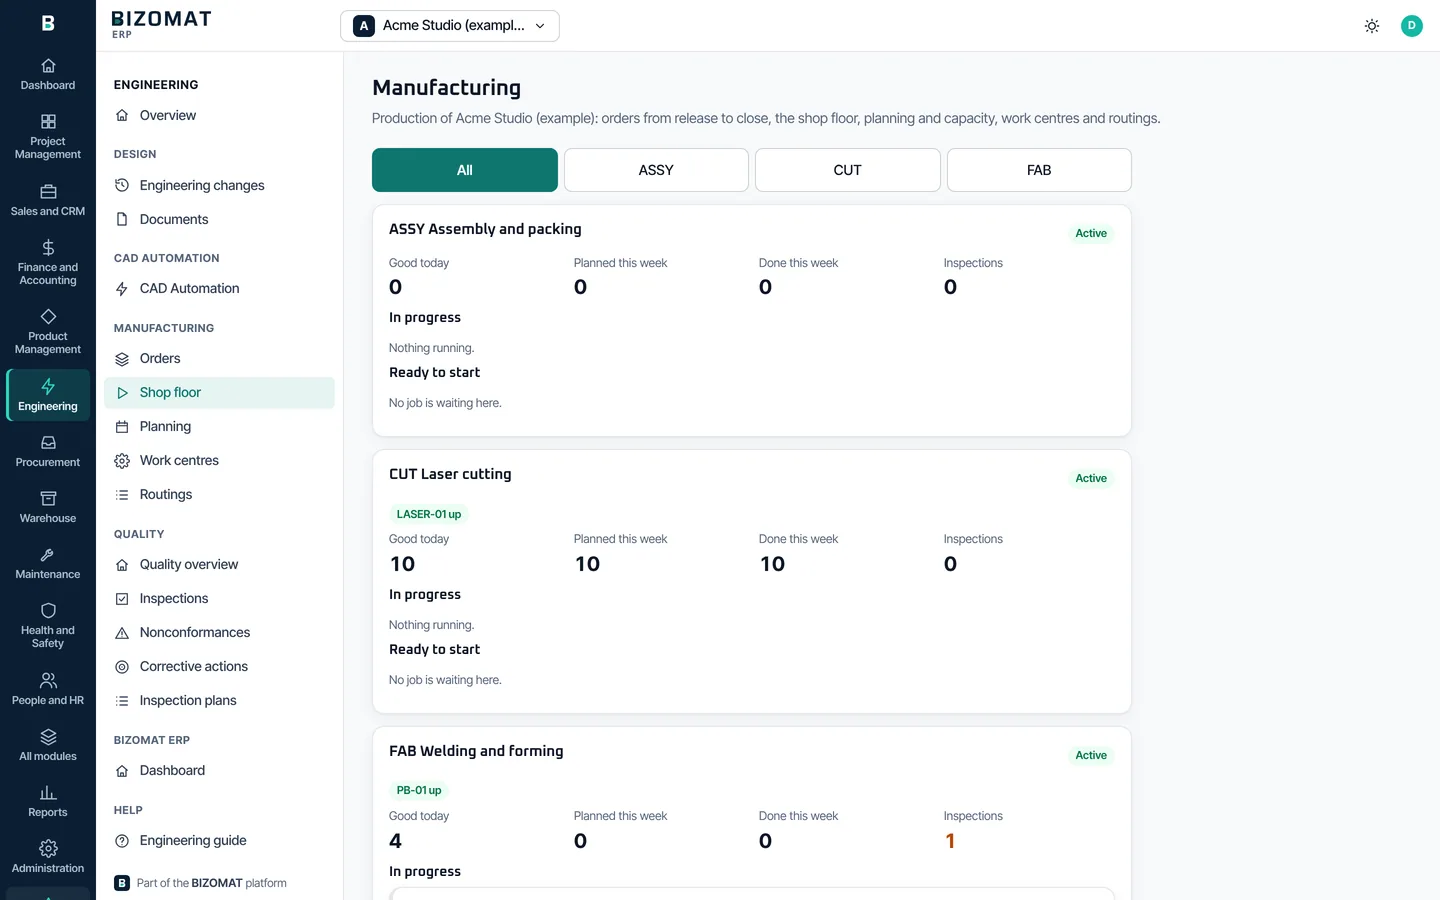 B
Dashboard
Project
Management
Sales and CRM
Finance and
Accounting
Product
Management
Engineering
Procurement
Warehouse
Maintenance
Health and
Safety
People and HR
All modules
Reports
Administration
BIZOMAT
ERP
A Acme Studio (exampl...
D
ENGINEERING
Overview
DESIGN
Engineering changes
Documents
CAD AUTOMATION
CAD Automation
MANUFACTURING
Orders
Shop floor
Planning
Work centres
Routings
QUALITY
Quality overview
Inspections
Nonconformances
Corrective actions
Inspection plans
BIZOMAT ERP
Dashboard
HELP
Engineering guide
B Part of the BIZOMAT platform
Manufacturing
Production of Acme Studio (example): orders from release to close, the shop floor, planning and capacity, work centres and routings.
All ASSY CUT FAB
ASSY Assembly and packing Active
Good today Planned this week Done this week Inspections
0 0 0 0
In progress
Nothing running.
Ready to start
No job is waiting here.
CUT Laser cutting Active
LASER-01 up
Good today Planned this week Done this week Inspections
10 10 10 0
In progress
Nothing running.
Ready to start
No job is waiting here.
FAB Welding and forming Active
PB-01 up
Good today Planned this week Done this week Inspections
4 0 0 1
In progress